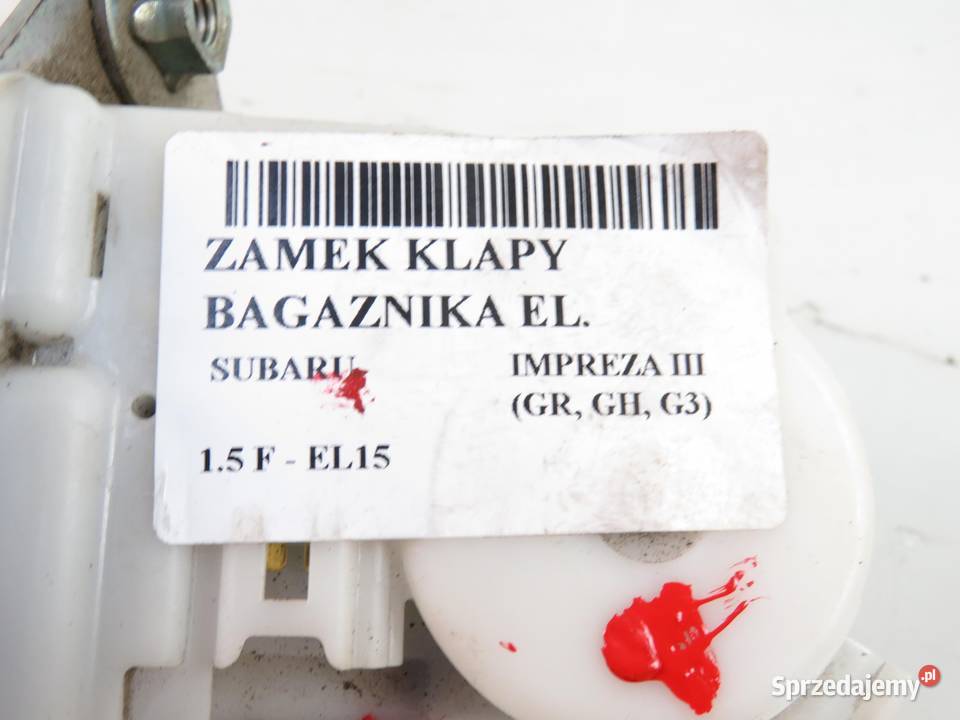 ZAMEK KLAPY
BAGAZNIKA EL.
SUBARU
IMPREZA III
(GR, GH, G3)
1.5 F - EL15
Sprzedajemy.pl